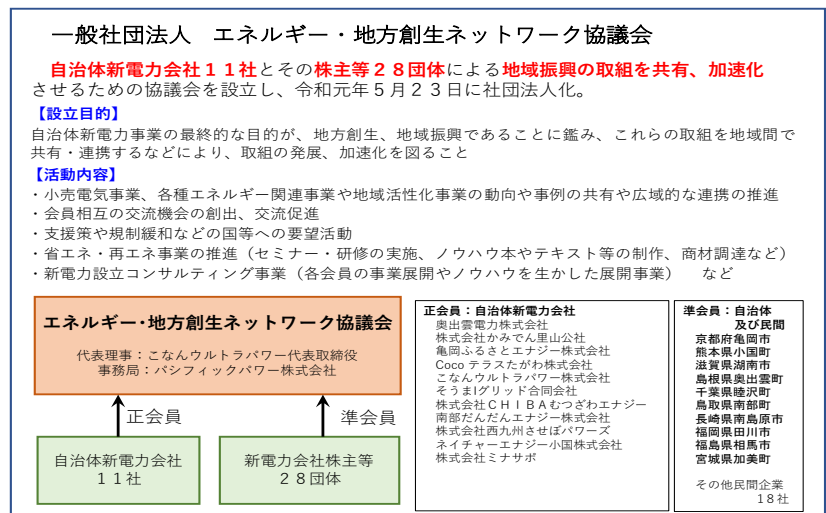 一般社団法人　エネルギー・地方創生ネットワーク協議会
自治体新電力会社１１社とその株主等２８団体による地域振興の取組を共有、加速化
させるための協議会を設立し、令和元年５月２３日に社団法人化。
【設立目的】
自治体新電力事業の最終的な目的が、地方創生、地域振興であることに鑑み、これらの取組を地域間で
共有・連携するなどにより、取組の発展、加速化を図ること
【活動内容】
・小売電気事業、各種エネルギー関連事業や地域活性化事業の動向や事例の共有や広域的な連携の推進
・会員相互の交流機会の創出、交流促進
・支援策や規制緩和などの国等への要望活動
・省エネ・再エネ事業の推進（セミナー・研修の実施、ノウハウ本やテキスト等の制作、商材調達など）
・新電力設立コンサルティング事業（各会員の事業展開やノウハウを生かした展開事業）　など
エネルギー・地方創生ネットワーク協議会
代表理事：こなんウルトラパワー代表取締役
事務局：パシフィックパワー株式会社
正会員
準会員
自治体新電力会社
１１社
新電力会社株主等
２８団体
正会員：自治体新電力会社
奥出雲電力株式会社
株式会社かみでん里山公社
亀岡ふるさとエナジー株式会社
Coco テラスたがわ株式会社
こなんウルトラパワー株式会社
そうまIグリッド合同会社
株式会社ＣＨＩＢＡむつざわエナジー
南部だんだんエナジー株式会社
株式会社西九州させぼパワーズ
ネイチャーエナジー小国株式会社
株式会社ミナサポ
準会員：自治体
及び民間
京都府亀岡市
熊本県小国町
滋賀県湖南市
島根県奥出雲町
千葉県睦沢町
鳥取県南部町
長崎県南島原市
福岡県田川市
福島県相馬市
宮城県加美町
その他民間企業
18社